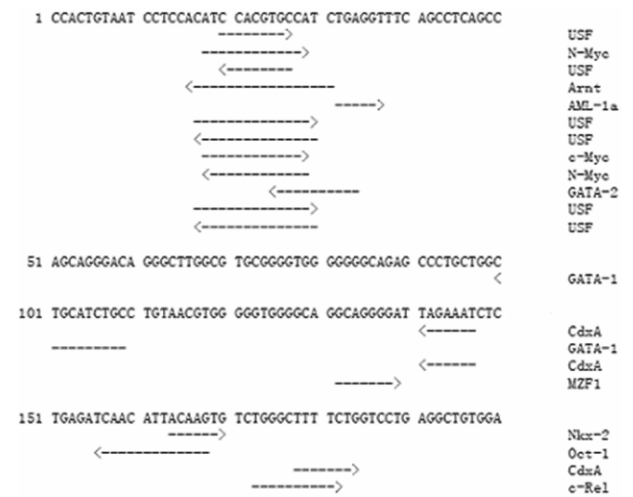 1 CCACTGTAAT CCTCCACATC CACGTGCCAT CTGAGGTTTC AGCCTCAGCC
--------> USF
-----------> N-Myc
<-------- USF
<----------------- Arnt
-----> AML-1a
--------------> USF
<-------------- USF
------------> c-Myc
<------------ N-Myc
<---------- GATA-2
--------------> USF
<-------------- USF
51 AGCAGGGACA GGGCTTGGCG TGCGGGGTGG GGGGGCAGAG CCCTGCTGGC
< GATA-1
101 TGCATCTGCC TGTAACGTGG GGGTGGGGCA GGCAGGGGAT TAGAAATCTC
<------ CdxA
--------- GATA-1
<------ CdxA
-------> MZF1
151 TGAGATCAAC ATTACAAGTG TCTGGGCTTT TCTGGTCCTG AGGCTGTGGA
------> Nkx-2
<------------- Oct-1
-------> CdxA
----------> c-Rel